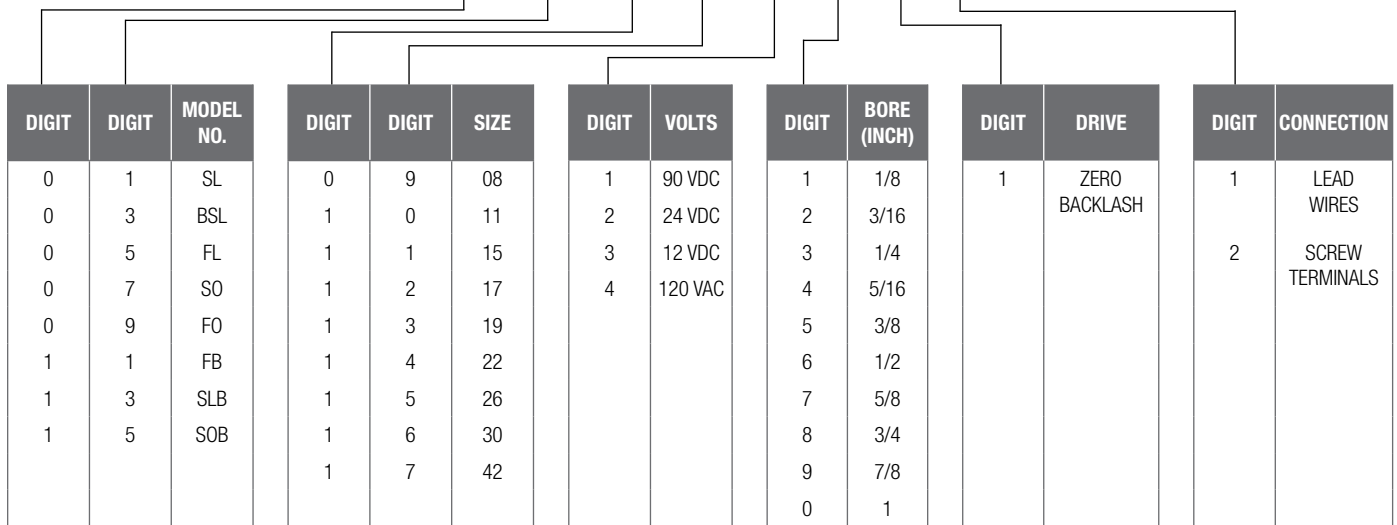 DIGIT DIGIT MODEL NO. DIGIT DIGIT SIZE DIGIT VOLTS DIGIT BORE (INCH) DIGIT DRIVE DIGIT CONNECTION
0 1 SL 0 9 08 1 90 VDC 1 1/8 1 ZERO BACKLASH 1 LEAD WIRES
0 3 BSL 1 0 11 2 24 VDC 2 3/16
0 5 FL 1 1 15 3 12 VDC 3 1/4 2 SCREW TERMINALS
0 7 SO 1 2 17 4 120 VAC 4 5/16
0 9 FO 1 3 19 5 3/8
1 1 FB 1 4 22 6 1/2
1 3 SLB 1 5 26 7 5/8
1 5 SOB 1 6 30 8 3/4
1 7 42 9 7/8
0 1